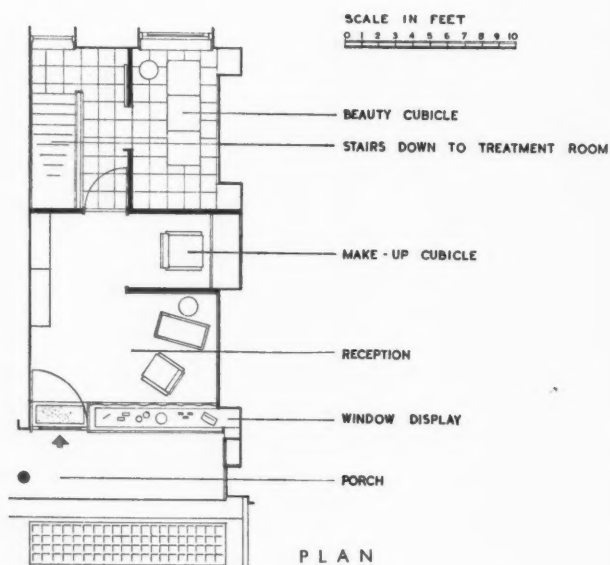 SCALE IN FEET
0 1 2 3 4 5 6 7 8 9 10
BEAUTY CUBICLE
STAIRS DOWN TO TREATMENT ROOM
MAKE-UP CUBICLE
RECEPTION
WINDOW DISPLAY
PORCH
PLAN